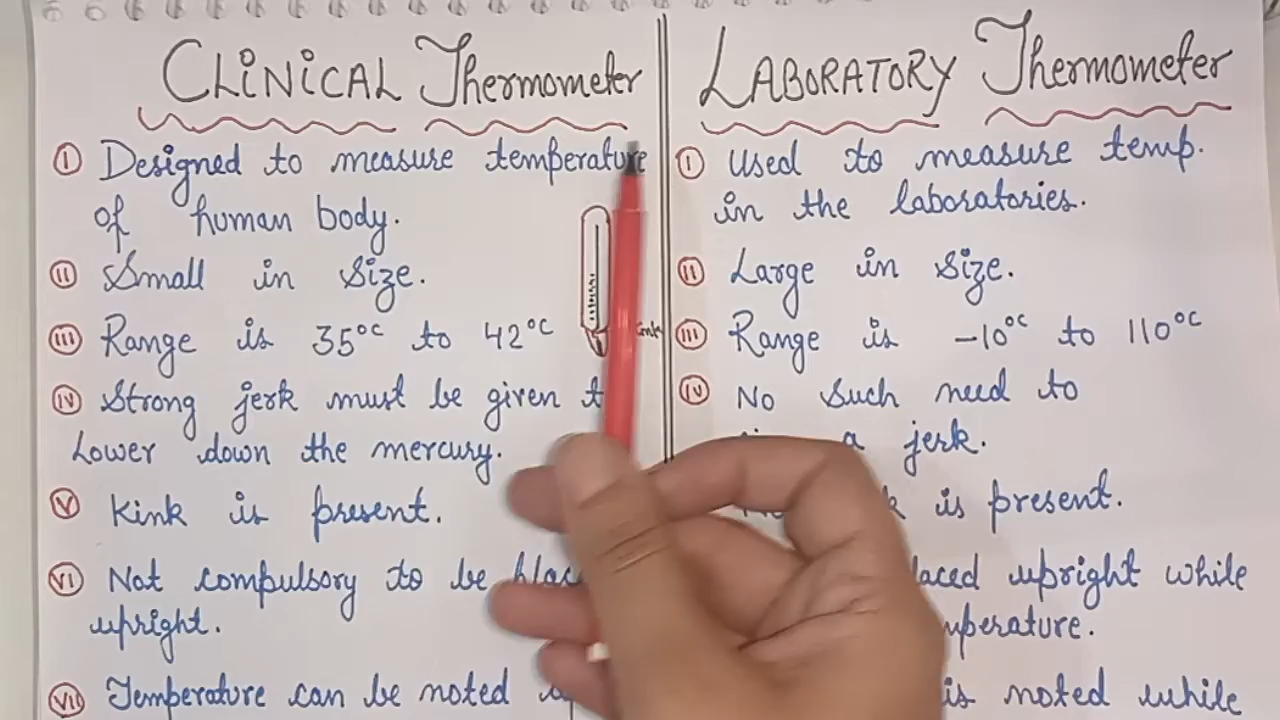 CLiNiCAL Thermometer
I Designed to measure temperature
of human body.
II Small in size.
III Range is 35°C to 42°C
IV Strong jerk must be given
Lower down the mercury.
V Kink is present.
VI Not compulsory to be
upright.
VII Temperature can be noted
LABORATORY Thermometer
I Used to measure temp.
in the laboratories.
II Large in size.
III Range is -10°C to 110°C
IV No such need to
a jerk.
is present.
upright while
is noted while